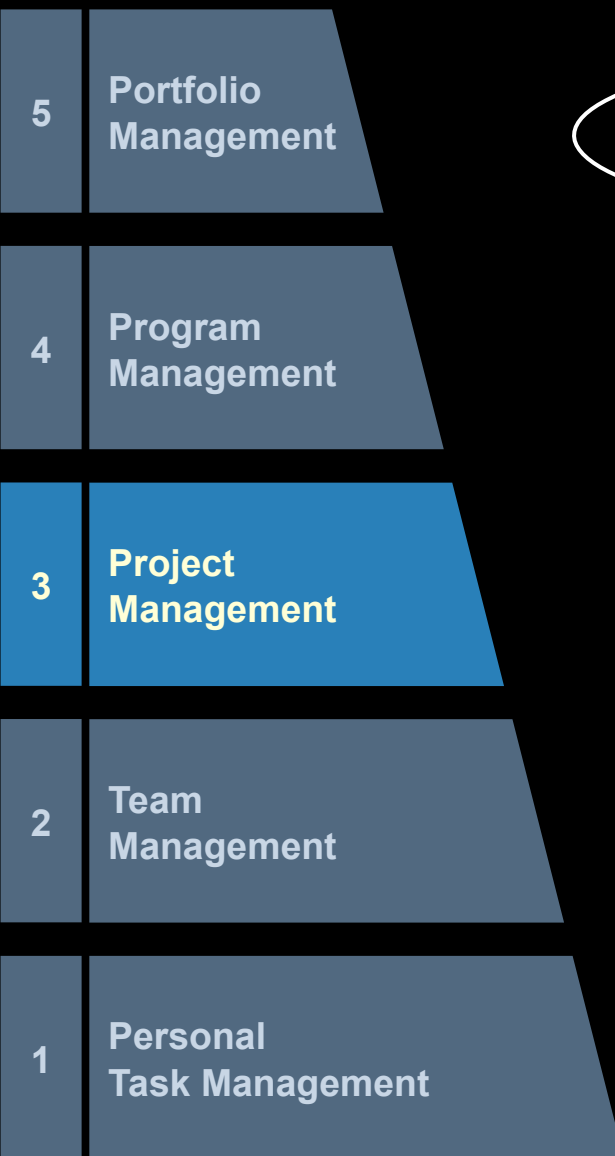 5
Portfolio
Management
4
Program
Management
3
Project
Management
2
Team
Management
1
Personal
Task Management